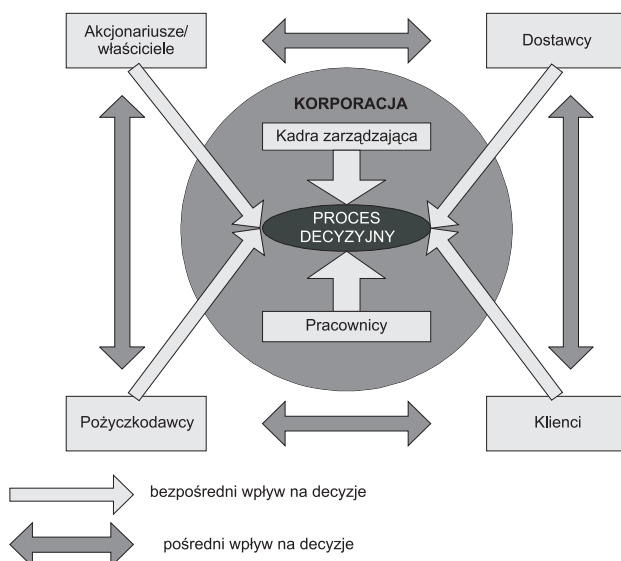 Akcjonariusze/
właściciele
Dostawcy
KORPORACJA
Kadra zarządzająca
PROCES
DECYZYJNY
Pracownicy
Pożyczkodawcy
Klienci
bezpośredni wpływ na decyzje
pośredni wpływ na decyzje